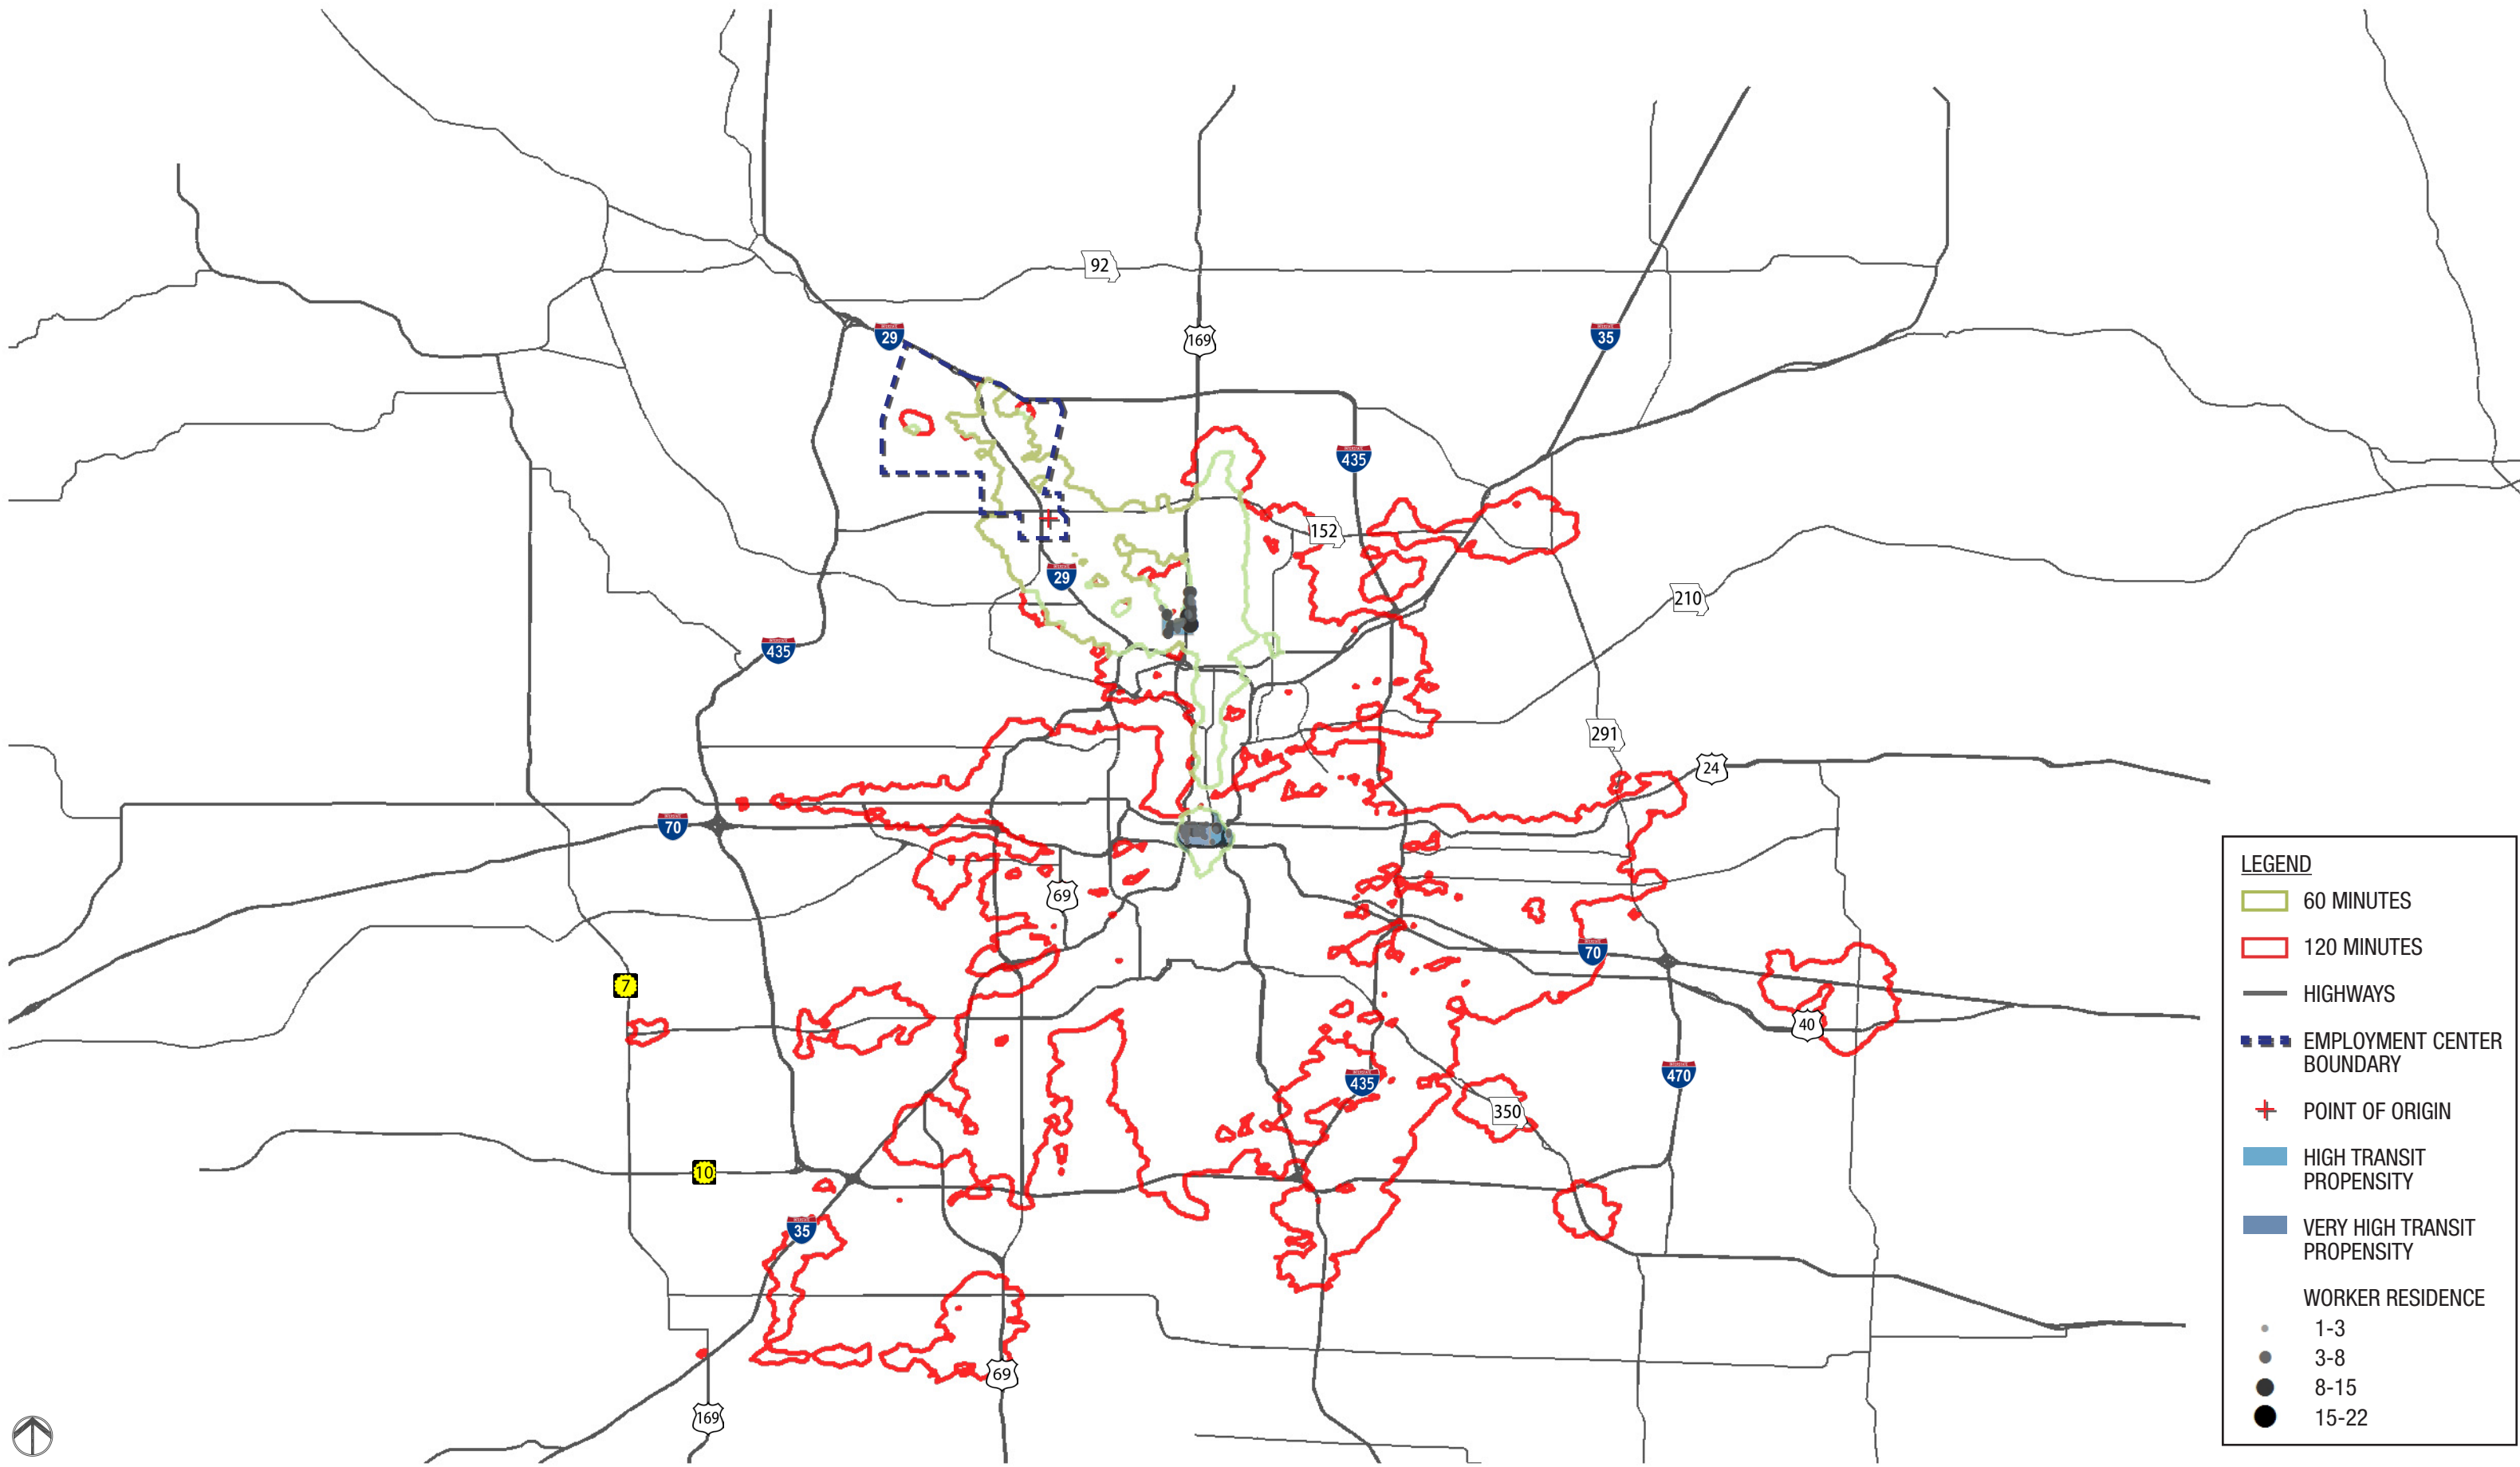 92
29
169
35
435
152
29
210
435
291
24
70
69
70
7
40
435
470
350
10
35
69
169
LEGEND
60 MINUTES
120 MINUTES
HIGHWAYS
EMPLOYMENT CENTER
BOUNDARY
POINT OF ORIGIN
HIGH TRANSIT
PROPENSITY
VERY HIGH TRANSIT
PROPENSITY
WORKER RESIDENCE
1-3
3-8
8-15
15-22